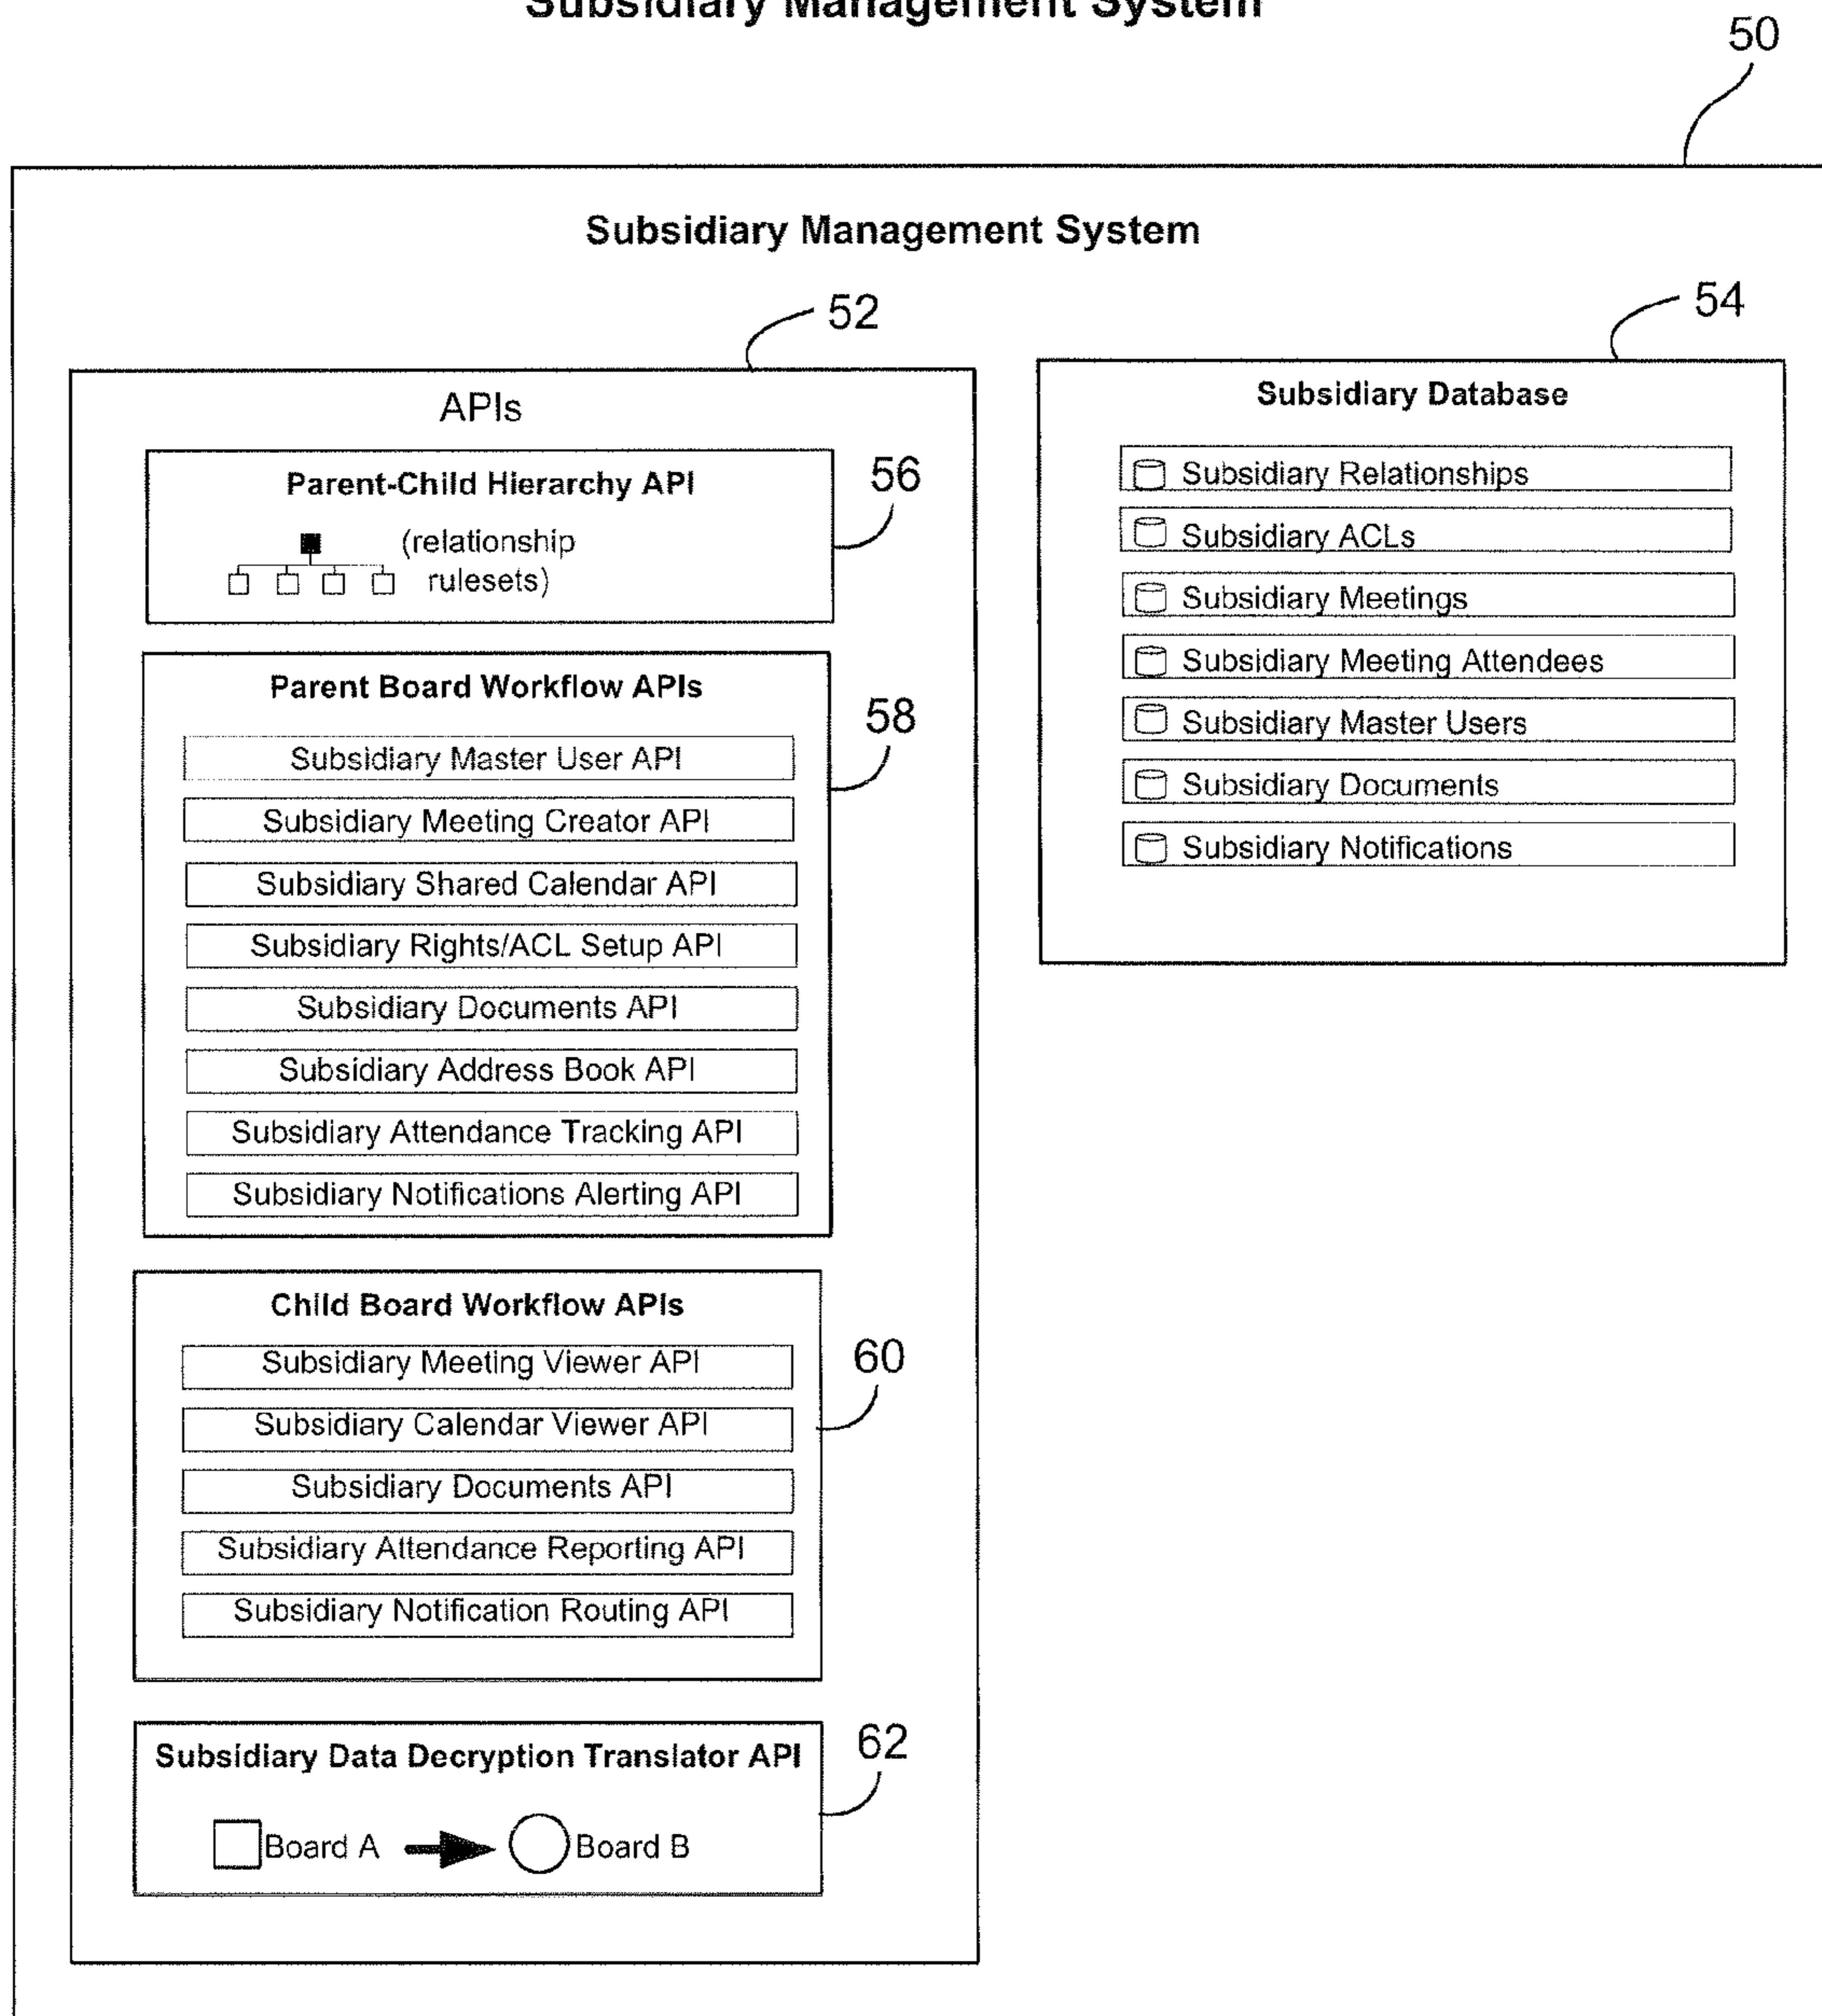 Subsidiary Management System
50
Subsidiary Management System
52
54
APIs
Parent-Child Hierarchy API
(relationship
rulesets)
56
Parent Board Workflow APIs
58
Subsidiary Master User API
Subsidiary Meeting Creator API
Subsidiary Shared Calendar API
Subsidiary Rights/ACL Setup API
Subsidiary Documents API
Subsidiary Address Book API
Subsidiary Attendance Tracking API
Subsidiary Notifications Alerting API
Child Board Workflow APIs
60
Subsidiary Meeting Viewer API
Subsidiary Calendar Viewer API
Subsidiary Documents API
Subsidiary Attendance Reporting API
Subsidiary Notification Routing API
Subsidiary Data Decryption Translator API
62
Board A
Board B
Subsidiary Database
Subsidiary Relationships
Subsidiary ACLs
Subsidiary Meetings
Subsidiary Meeting Attendees
Subsidiary Master Users
Subsidiary Documents
Subsidiary Notifications